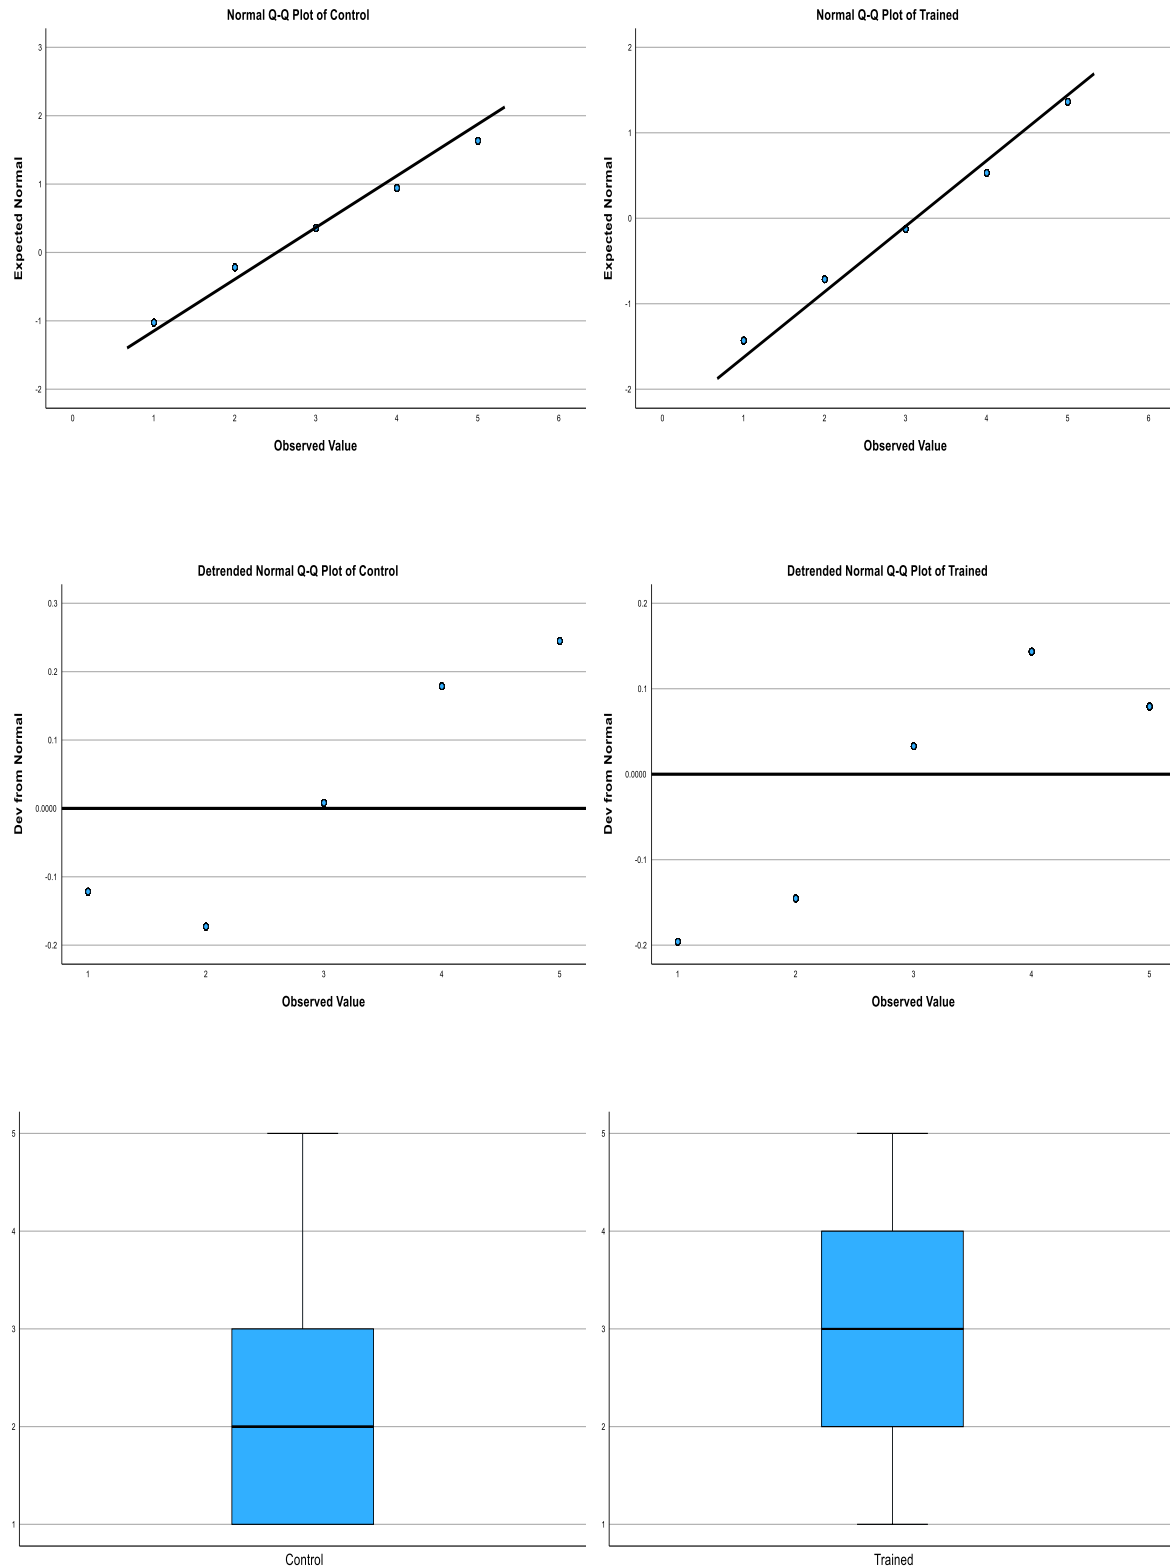 Normal Q-Q Plot of Control
3
2
1
0
-1
-2
Expected Normal
0 1 2 3 4 5 6
Observed Value
Normal Q-Q Plot of Trained
2
1
0
-1
-2
Expected Normal
0 1 2 3 4 5 6
Observed Value
Detrended Normal Q-Q Plot of Control
0.3
0.2
0.1
0.0000
-0.1
-0.2
Dev from Normal
1 2 3 4 5
Observed Value
Detrended Normal Q-Q Plot of Trained
0.2
0.1
0.0000
-0.1
-0.2
Dev from Normal
1 2 3 4 5
Observed Value
5
4
3
2
1
Control
5
4
3
2
1
Trained